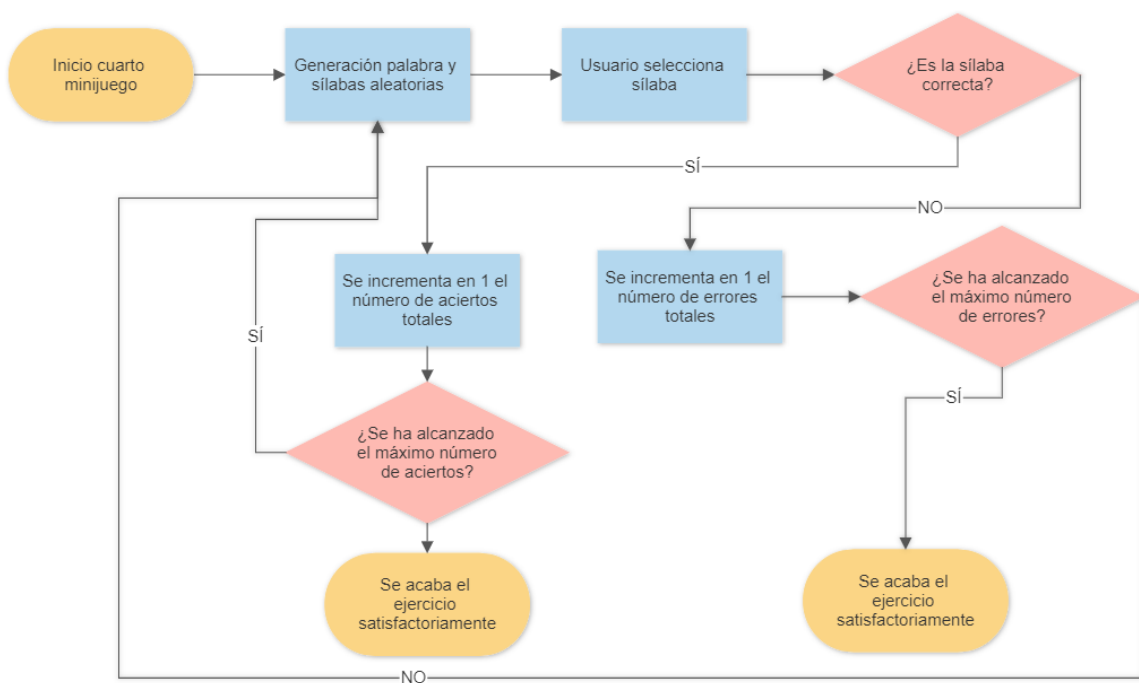 Inicio cuarto
minijuego
Generación palabra y
sílabas aleatorias
Usuario selecciona
sílaba
¿Es la sílaba
correcta?
SÍ
NO
Se incrementa en 1 el
número de aciertos
totales
Se incrementa en 1 el
número de errores
totales
¿Se ha alcanzado
el máximo número
de errores?
SÍ
SÍ
¿Se ha alcanzado
el máximo número
de aciertos?
Se acaba el
ejercicio
satisfactoriamente
Se acaba el
ejercicio
satisfactoriamente
NO